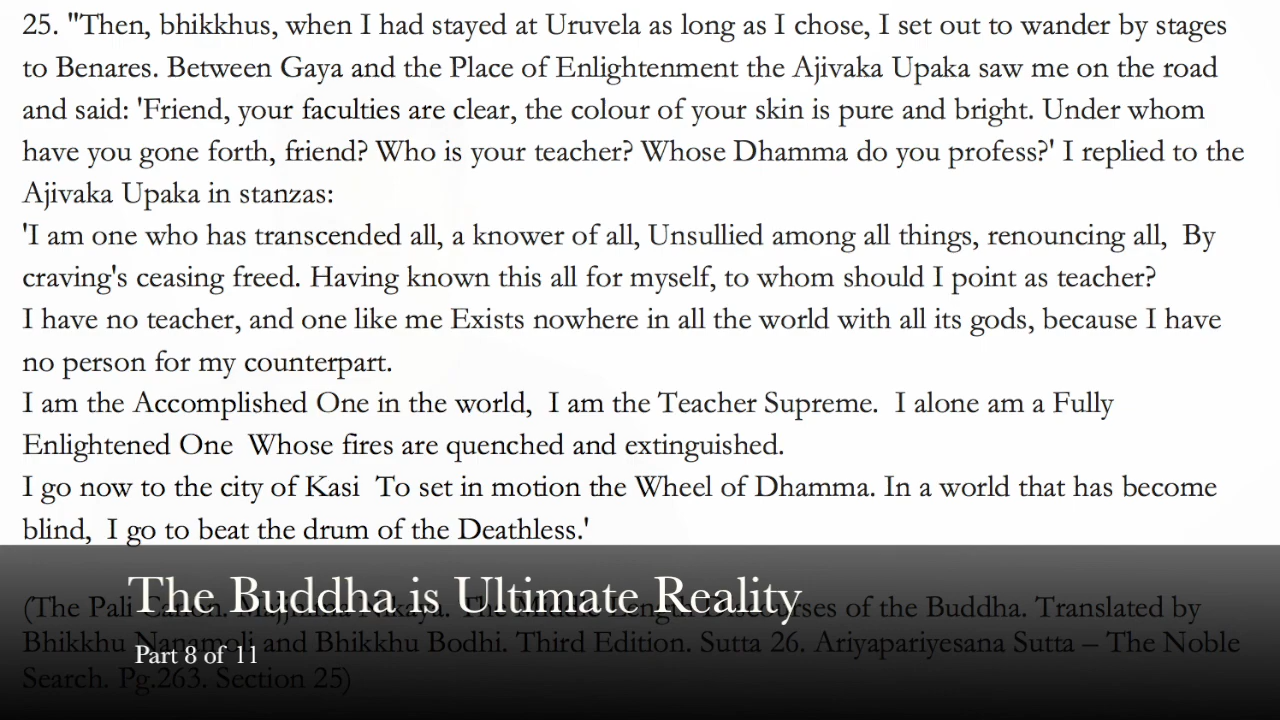 25. "Then, bhikkhus, when I had stayed at Uruvela as long as I chose, I set out to wander by stages
to Benares. Between Gaya and the Place of Enlightenment the Ajivaka Upaka saw me on the road
and said: 'Friend, your faculties are clear, the colour of your skin is pure and bright. Under whom
have you gone forth, friend? Who is your teacher? Whose Dhamma do you profess?' I replied to the
Ajivaka Upaka in stanzas:
'I am one who has transcended all, a knower of all, Unsullied among all things, renouncing all,  By
craving's ceasing freed. Having known this all for myself, to whom should I point as teacher?
I have no teacher, and one like me Exists nowhere in all the world with all its gods, because I have
no person for my counterpart.
I am the Accomplished One in the world,  I am the Teacher Supreme.  I alone am a Fully
Enlightened One  Whose fires are quenched and extinguished.
I go now to the city of Kasi  To set in motion the Wheel of Dhamma. In a world that has become
blind,  I go to beat the drum of the Deathless.'
The Buddha is Ultimate Reality
(The Pali Canon. Majjhima Nikaya. The Middle Length Discourses of the Buddha. Translated by
Bhikkhu Nanamoli and Bhikkhu Bodhi. Third Edition. Sutta 26. Ariyapariyesana Sutta – The Noble
Part 8 of 11
Search. Pg.263. Section 25)